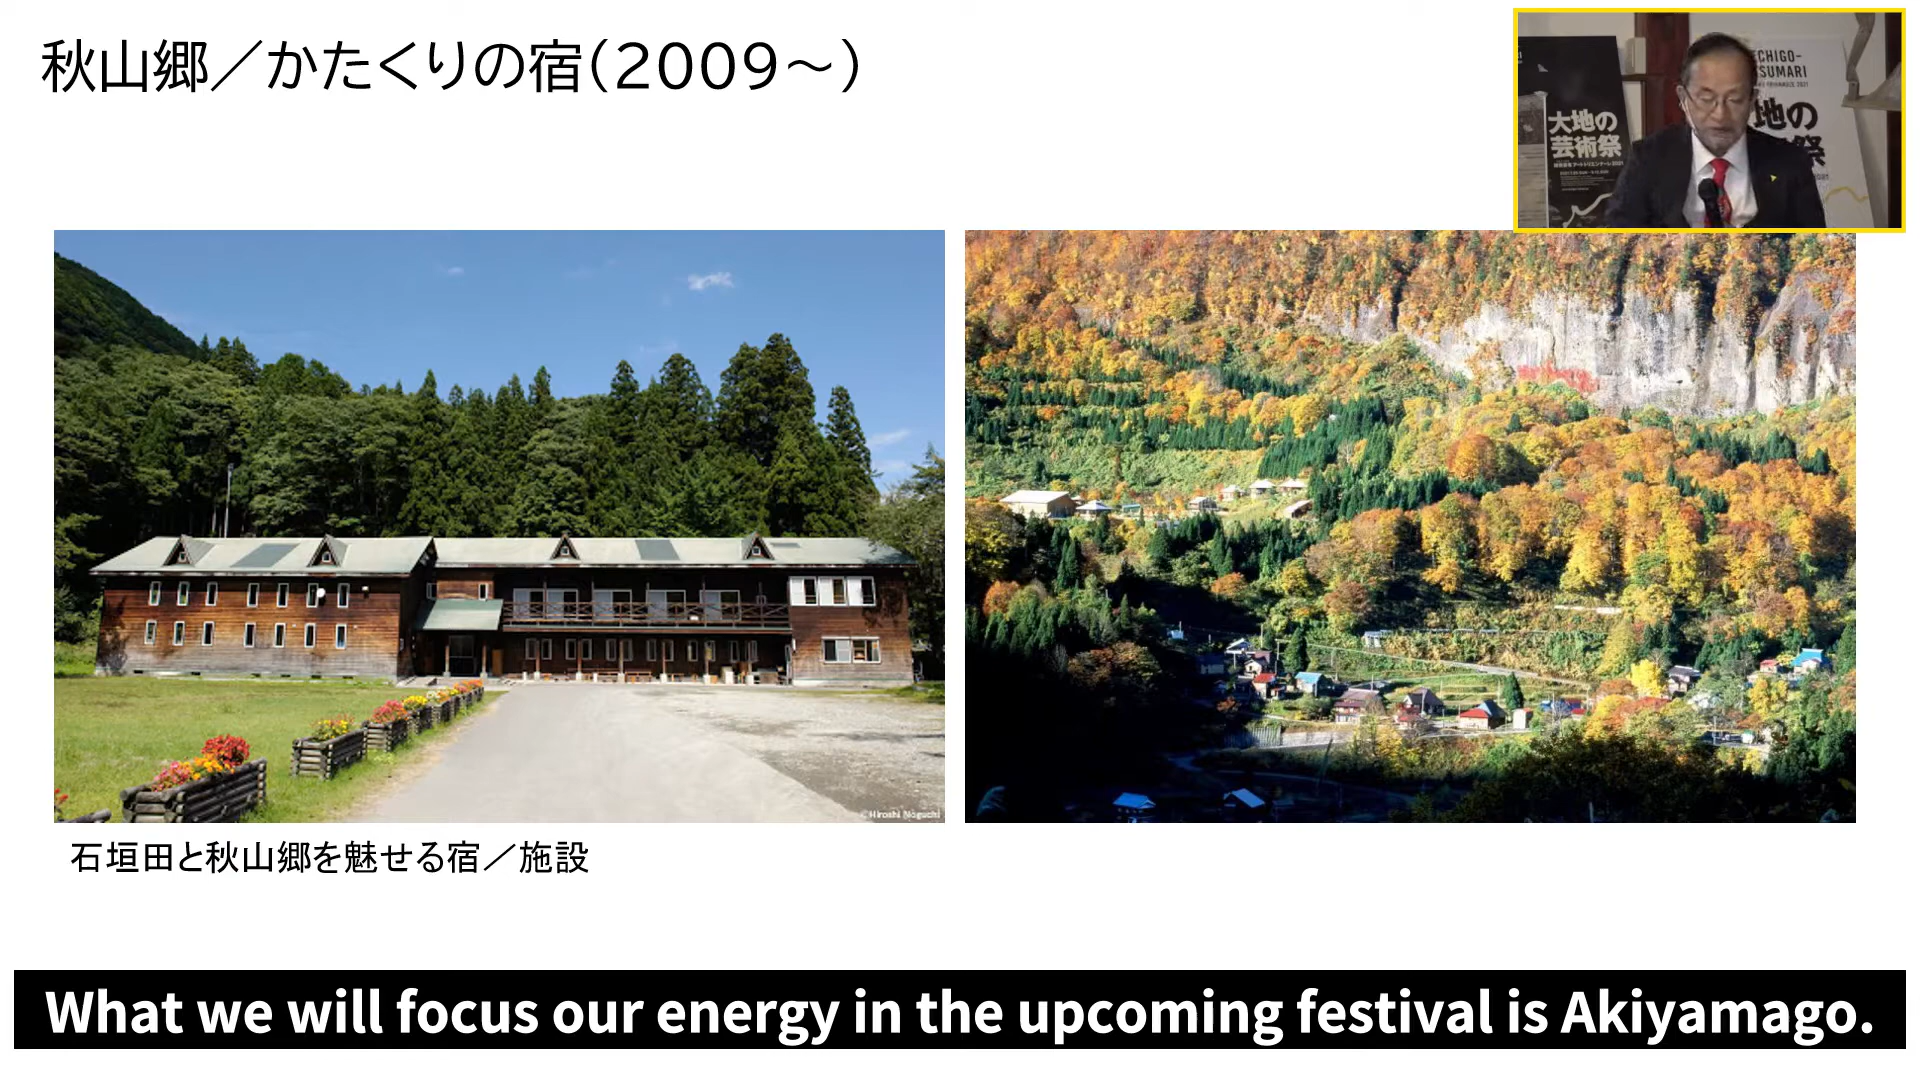 秋山郷／かたくりの宿（2009～）
ECHIGO-
TSUMARI
大地の
芸術祭
地の
祭
2021
©Hiroshi Noguchi
石垣田と秋山郷を魅せる宿／施設
What we will focus our energy in the upcoming festival is Akiyamago.